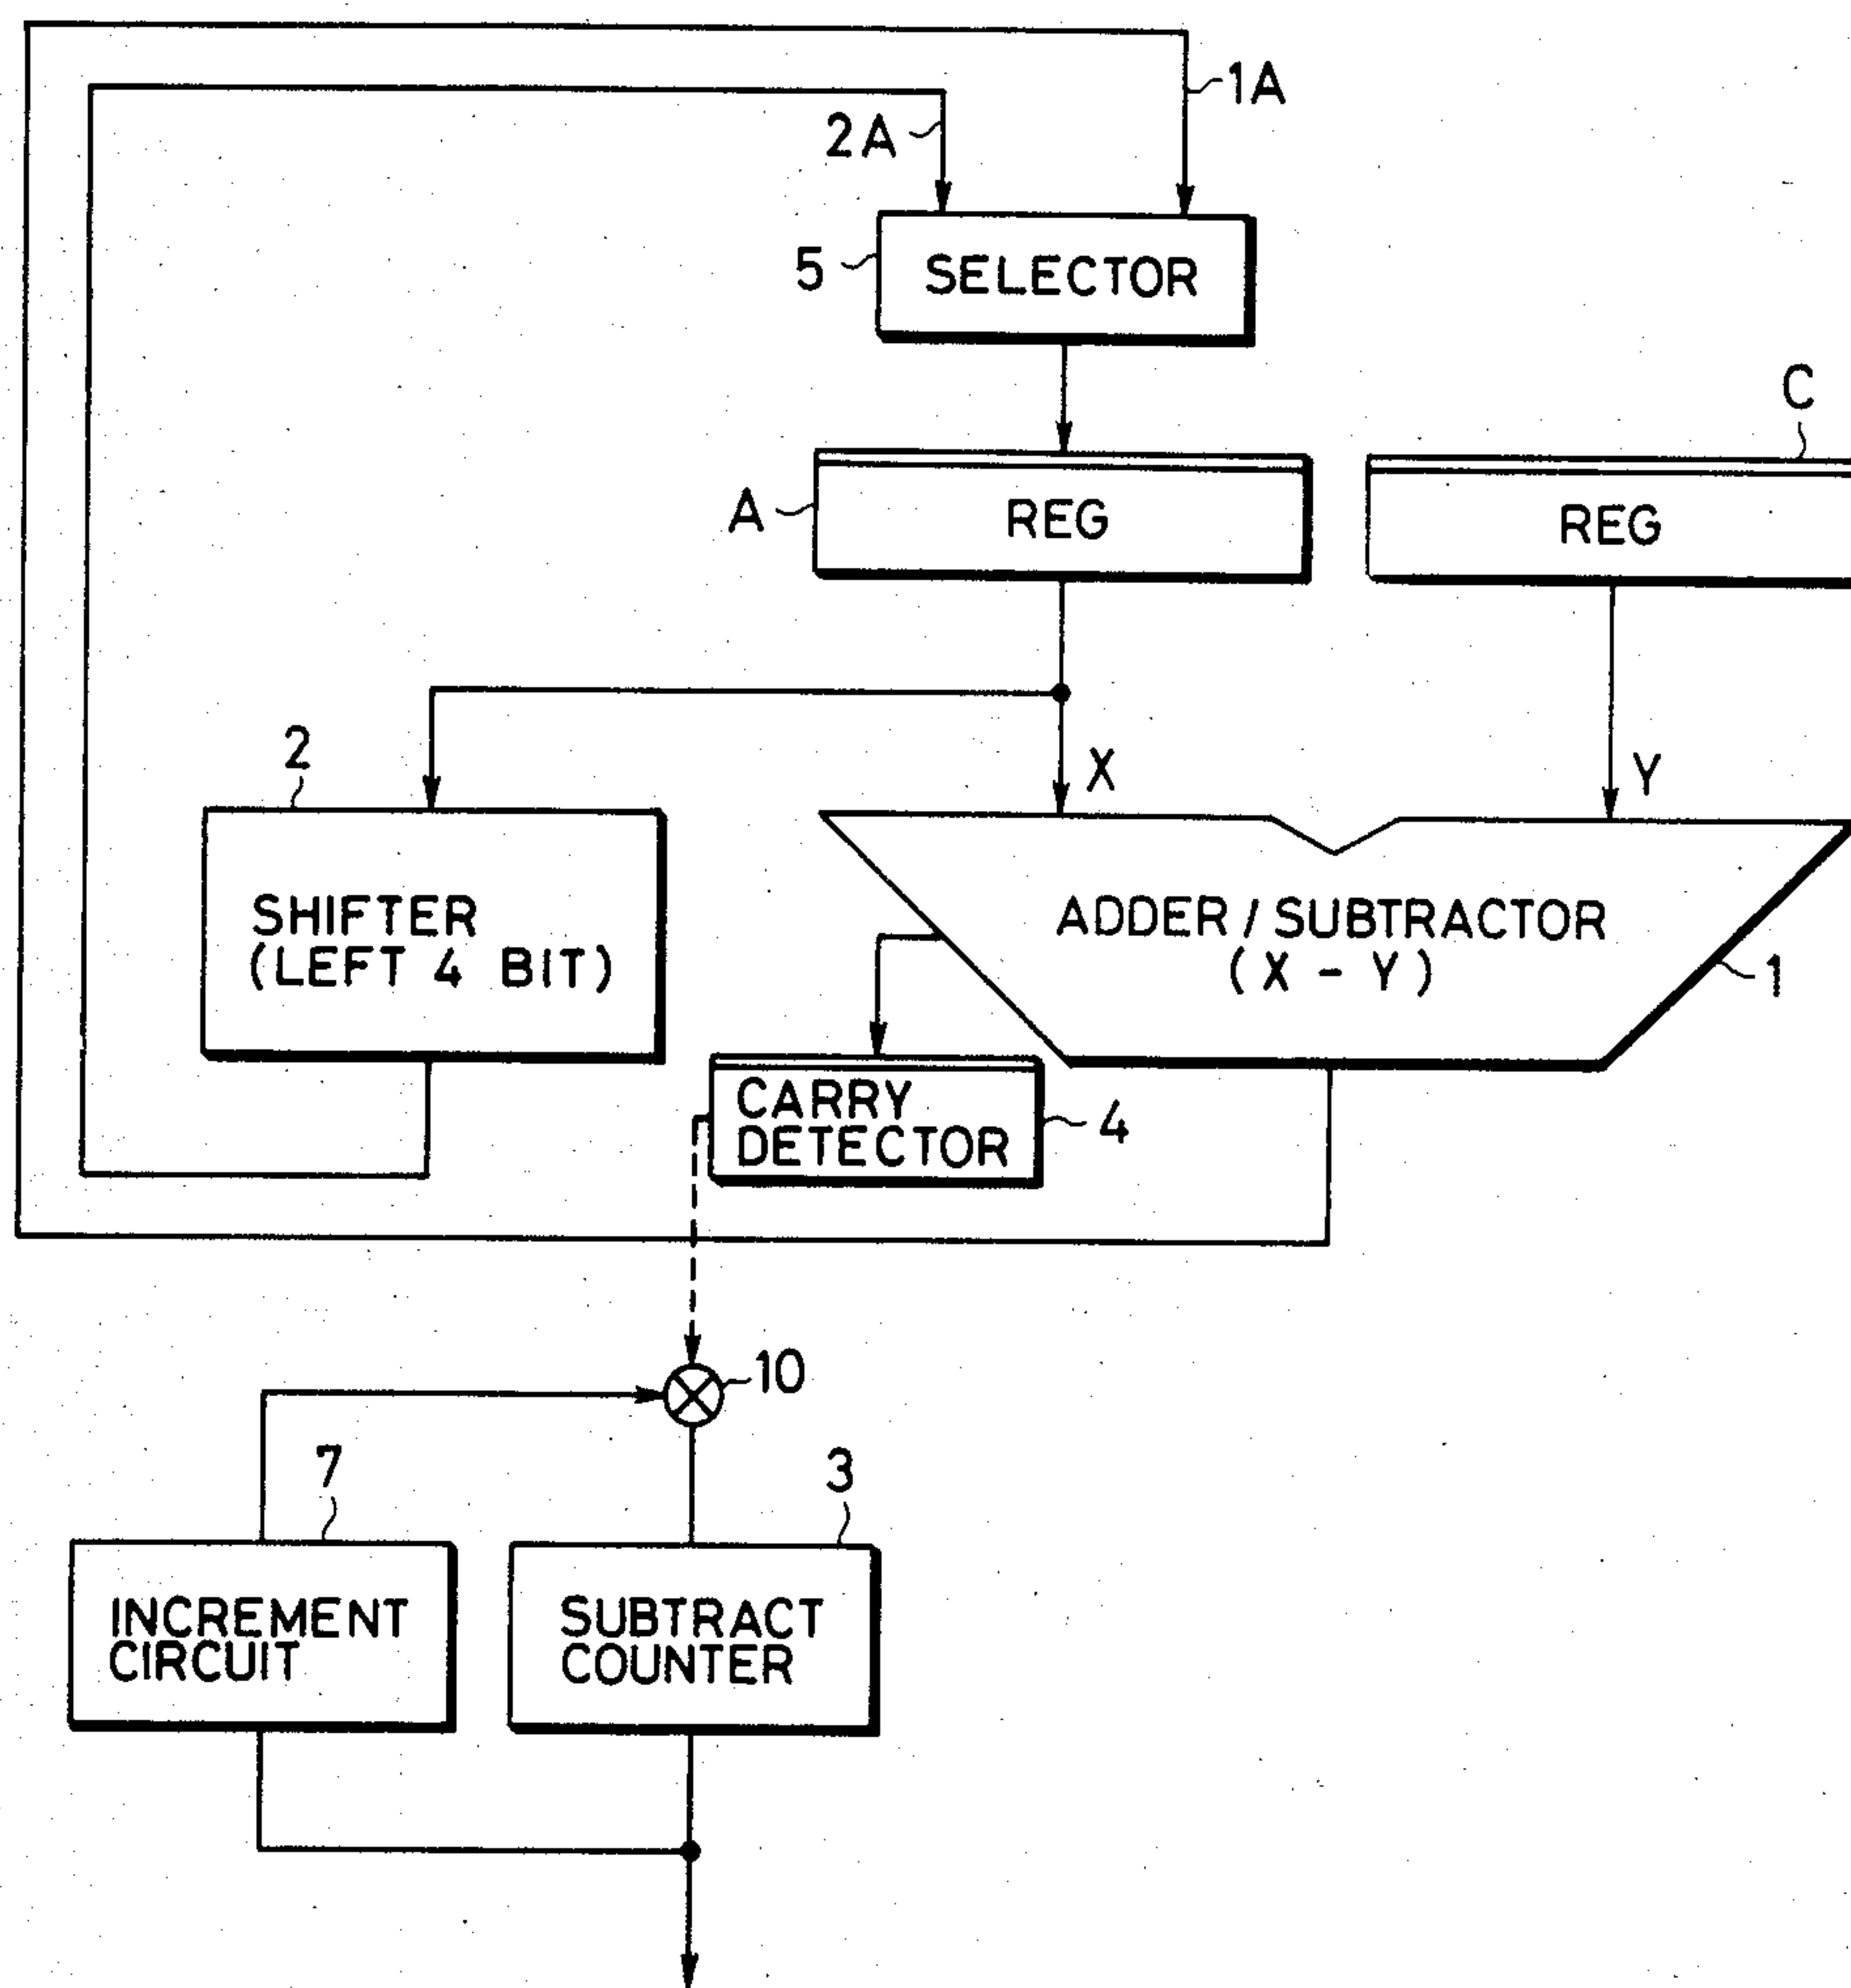 1A
2A
5
SELECTOR
C
A
REG
REG
2
X
Y
SHIFTER
(LEFT 4 BIT)
ADDER / SUBTRACTOR
(X - Y)
1
CARRY
DETECTOR
4
10
7
3
INCREMENT
CIRCUIT
SUBTRACT
COUNTER